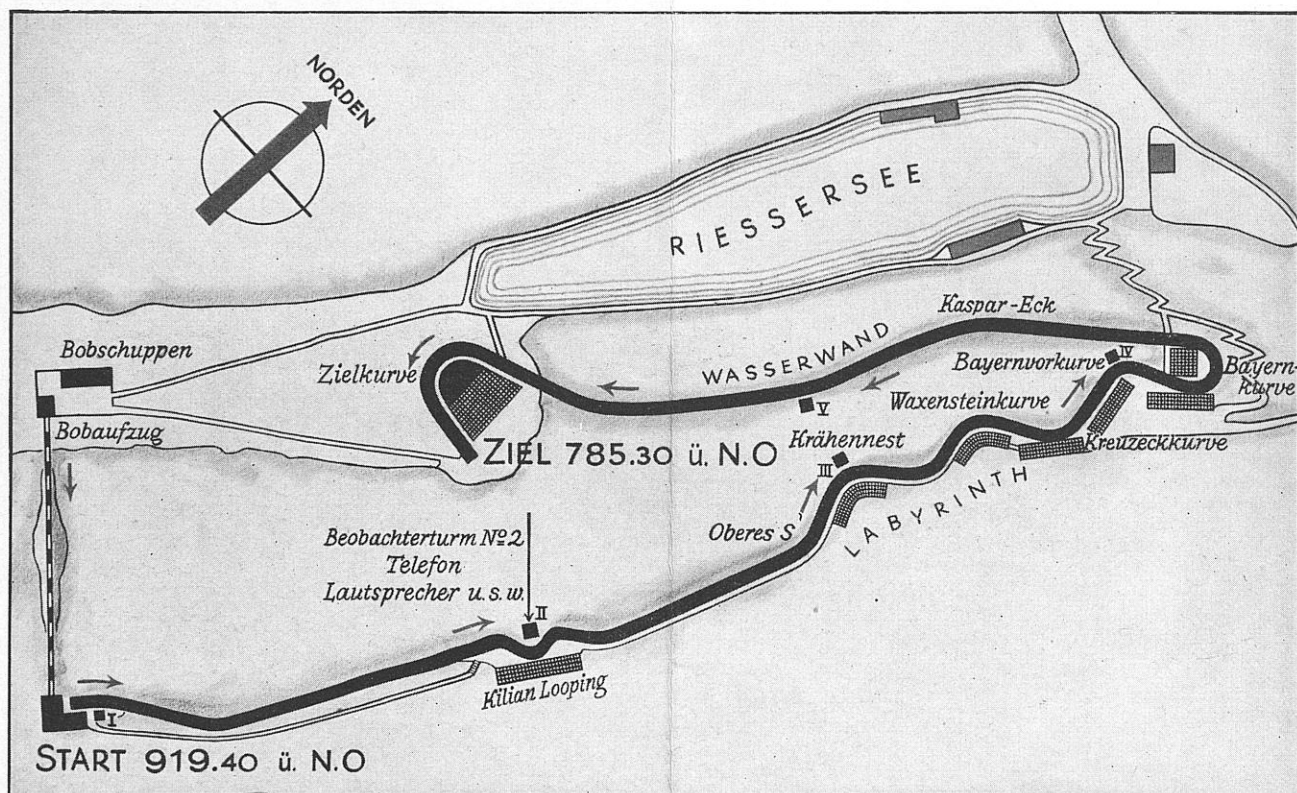 NORDEN
RIESSERSEE
Kaspar-Eck
Bobschuppen
Zielkurve
WASSERWAND
Bayernvorkurve
IV
Bayern-
kurve
Waxensteinkurve
Bobaufzug
V
ZIEL 785.30 ü. N.O
Krähennest
III
Kreuzeckkurve
LABYRINTH
Oberes S
Beobachterturm No 2
Telefon
Lautsprecher u.s.w.
II
Kilian Looping
I
START 919.40 ü. N.O